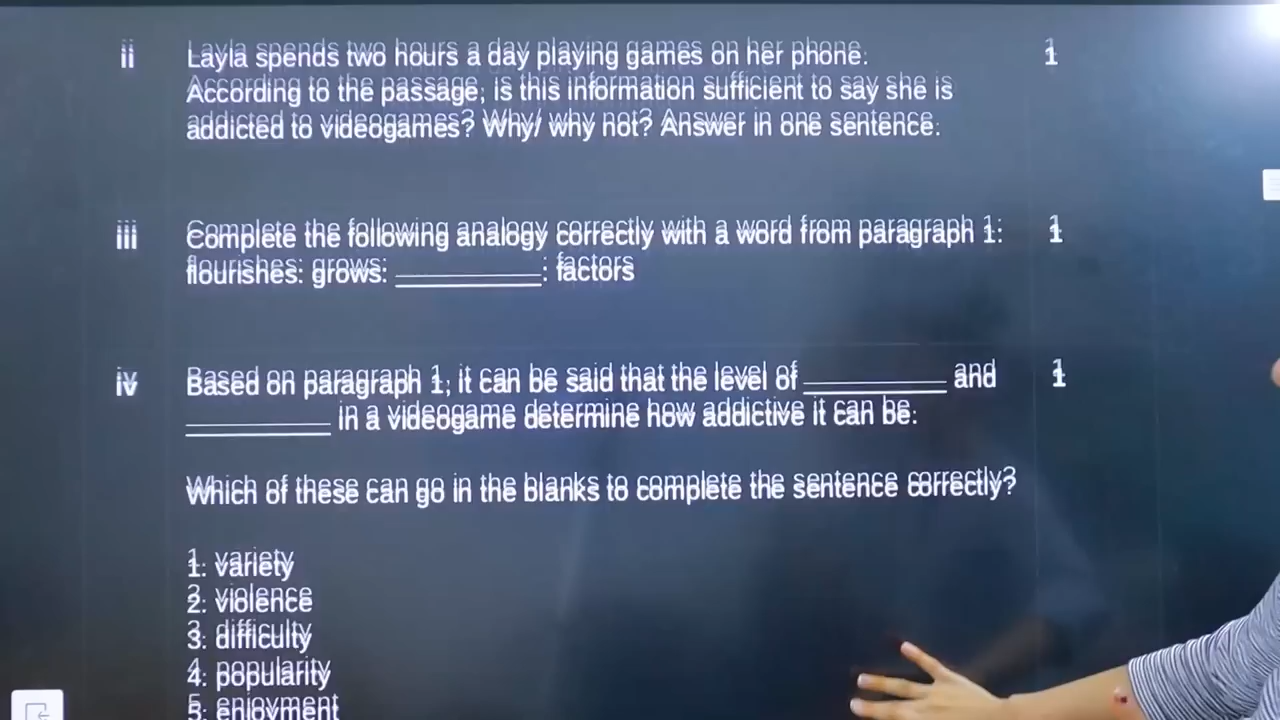 ii Layla spends two hours a day playing games on her phone. 1
According to the passage, is this information sufficient to say she is
addicted to videogames? Why/ why not? Answer in one sentence.
iii Complete the following analogy correctly with a word from paragraph 1: 1
flourishes: grows: __________: factors
iv Based on paragraph 1, it can be said that the level of __________ and 1
__________ in a videogame determine how addictive it can be.
Which of these can go in the blanks to complete the sentence correctly?
1. variety
2. violence
3. difficulty
4. popularity
5. enjoyment